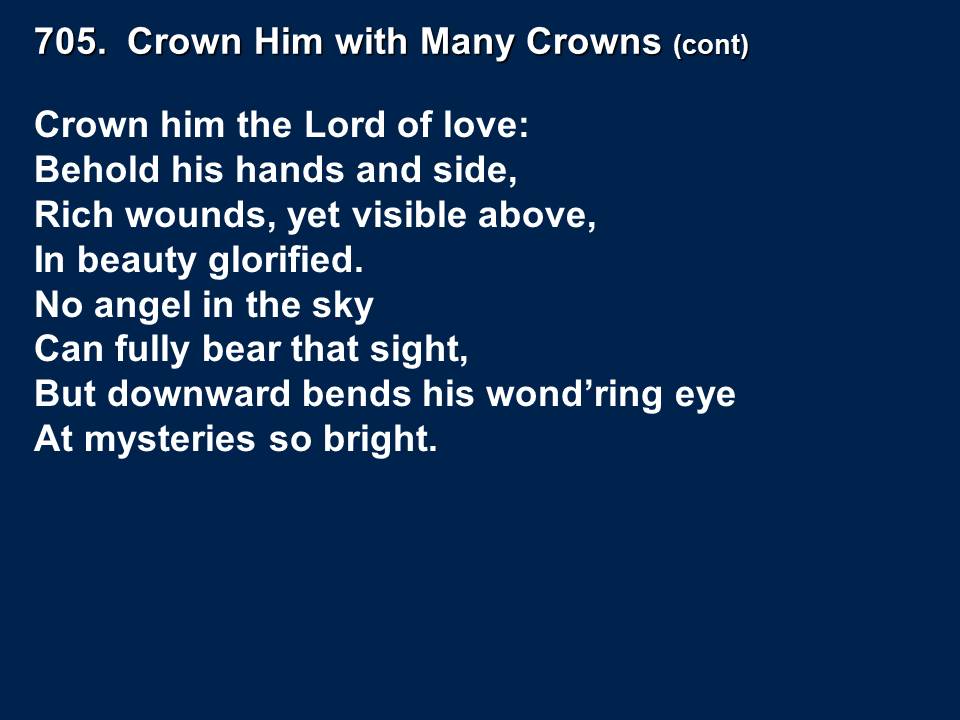 705.  Crown Him with Many Crowns (cont)
Crown him the Lord of love:
Behold his hands and side,
Rich wounds, yet visible above,
In beauty glorified.
No angel in the sky
Can fully bear that sight,
But downward bends his wond’ring eye
At mysteries so bright.